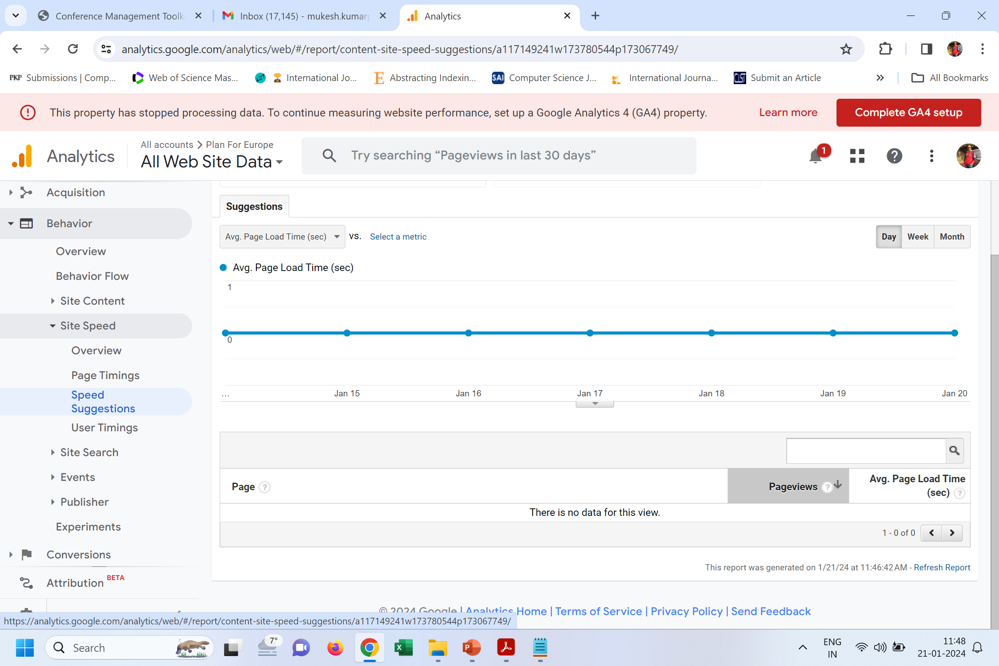 Conference Management Toolki
Inbox (17,145) - mukesh.kumarp
Analytics
analytics.google.com/analytics/web/#/report/content-site-speed-suggestions/a117149241w173780544p173067749/
PKP Submissions | Comp...
Web of Science Mas...
International Jo...
E Abstracting Indexin...
SAI Computer Science J...
International Journa...
Submit an Article
All Bookmarks
This property has stopped processing data. To continue measuring website performance, set up a Google Analytics 4 (GA4) property.
Learn more
Complete GA4 setup
Analytics
All accounts > Plan For Europe
All Web Site Data
Try searching “Pageviews in last 30 days”
1
Acquisition
Behavior
Overview
Behavior Flow
Site Content
Site Speed
Overview
Page Timings
Speed
Suggestions
User Timings
Site Search
Events
Publisher
Experiments
Conversions
Attribution BETA
Suggestions
Avg. Page Load Time (sec)
VS.
Select a metric
Day
Week
Month
Avg. Page Load Time (sec)
1
0
...
Jan 15
Jan 16
Jan 17
Jan 18
Jan 19
Jan 20
Page ?
Pageviews ?
Avg. Page Load Time
(sec) ?
There is no data for this view.
1 - 0 of 0
This report was generated on 1/21/24 at 11:46:42 AM - Refresh Report
© 2024 Google | Analytics Home | Terms of Service | Privacy Policy | Send Feedback
https://analytics.google.com/analytics/web/#/report/content-site-speed-suggestions/a117149241w173780544p173067749/
Search
7°
ENG
IN
11:48
21-01-2024